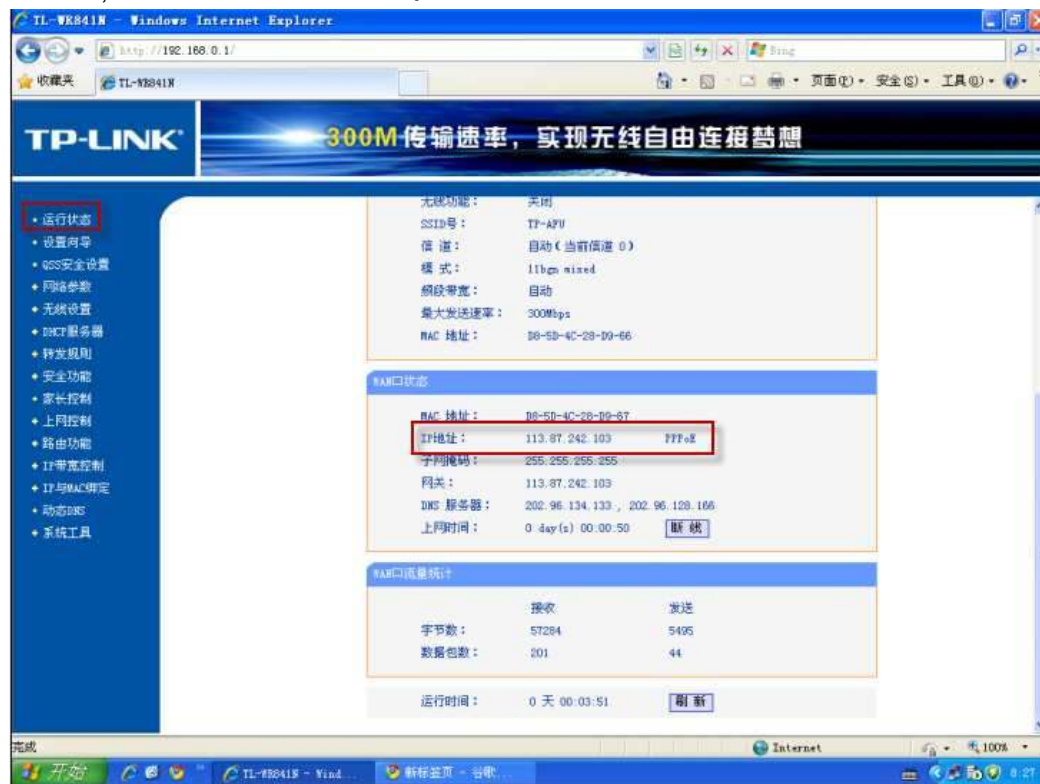 TL-WR841N - Windows Internet Explorer
http://192.168.0.1/
Bing
收藏夹 TL-WR841N 页面(P) 安全(S) 工具(O)
TP-LINK 300M传输速率，实现无线自由连接梦想
运行状态
设置向导
QSS安全设置
网络参数
无线设置
DHCP服务器
转发规则
安全功能
家长控制
上网控制
路由功能
IP带宽控制
IP与MAC绑定
动态DNS
系统工具
无线功能： 关闭
SSID号： TP-AFU
信 道： 自动（当前信道 0）
模 式： 11bgn mixed
频段带宽： 自动
最大发送速率： 300Mbps
MAC 地址： D8-5D-4C-28-D9-66
WAN口状态
MAC 地址： D8-5D-4C-28-D9-67
IP地址： 113.87.242.103 PPPoE
子网掩码： 255.255.255.255
网关： 113.87.242.103
DNS 服务器： 202.96.134.133 , 202.96.128.166
上网时间： 0 day(s) 00:00:50 断 线
WAN口流量统计
接收 发送
字节数： 57284 5495
数据包数： 201 44
运行时间： 0 天 00:03:51 刷 新
完成 Internet 100%
开始 TL-WR841N - Wind... 新标签页 - 谷歌... 8:27